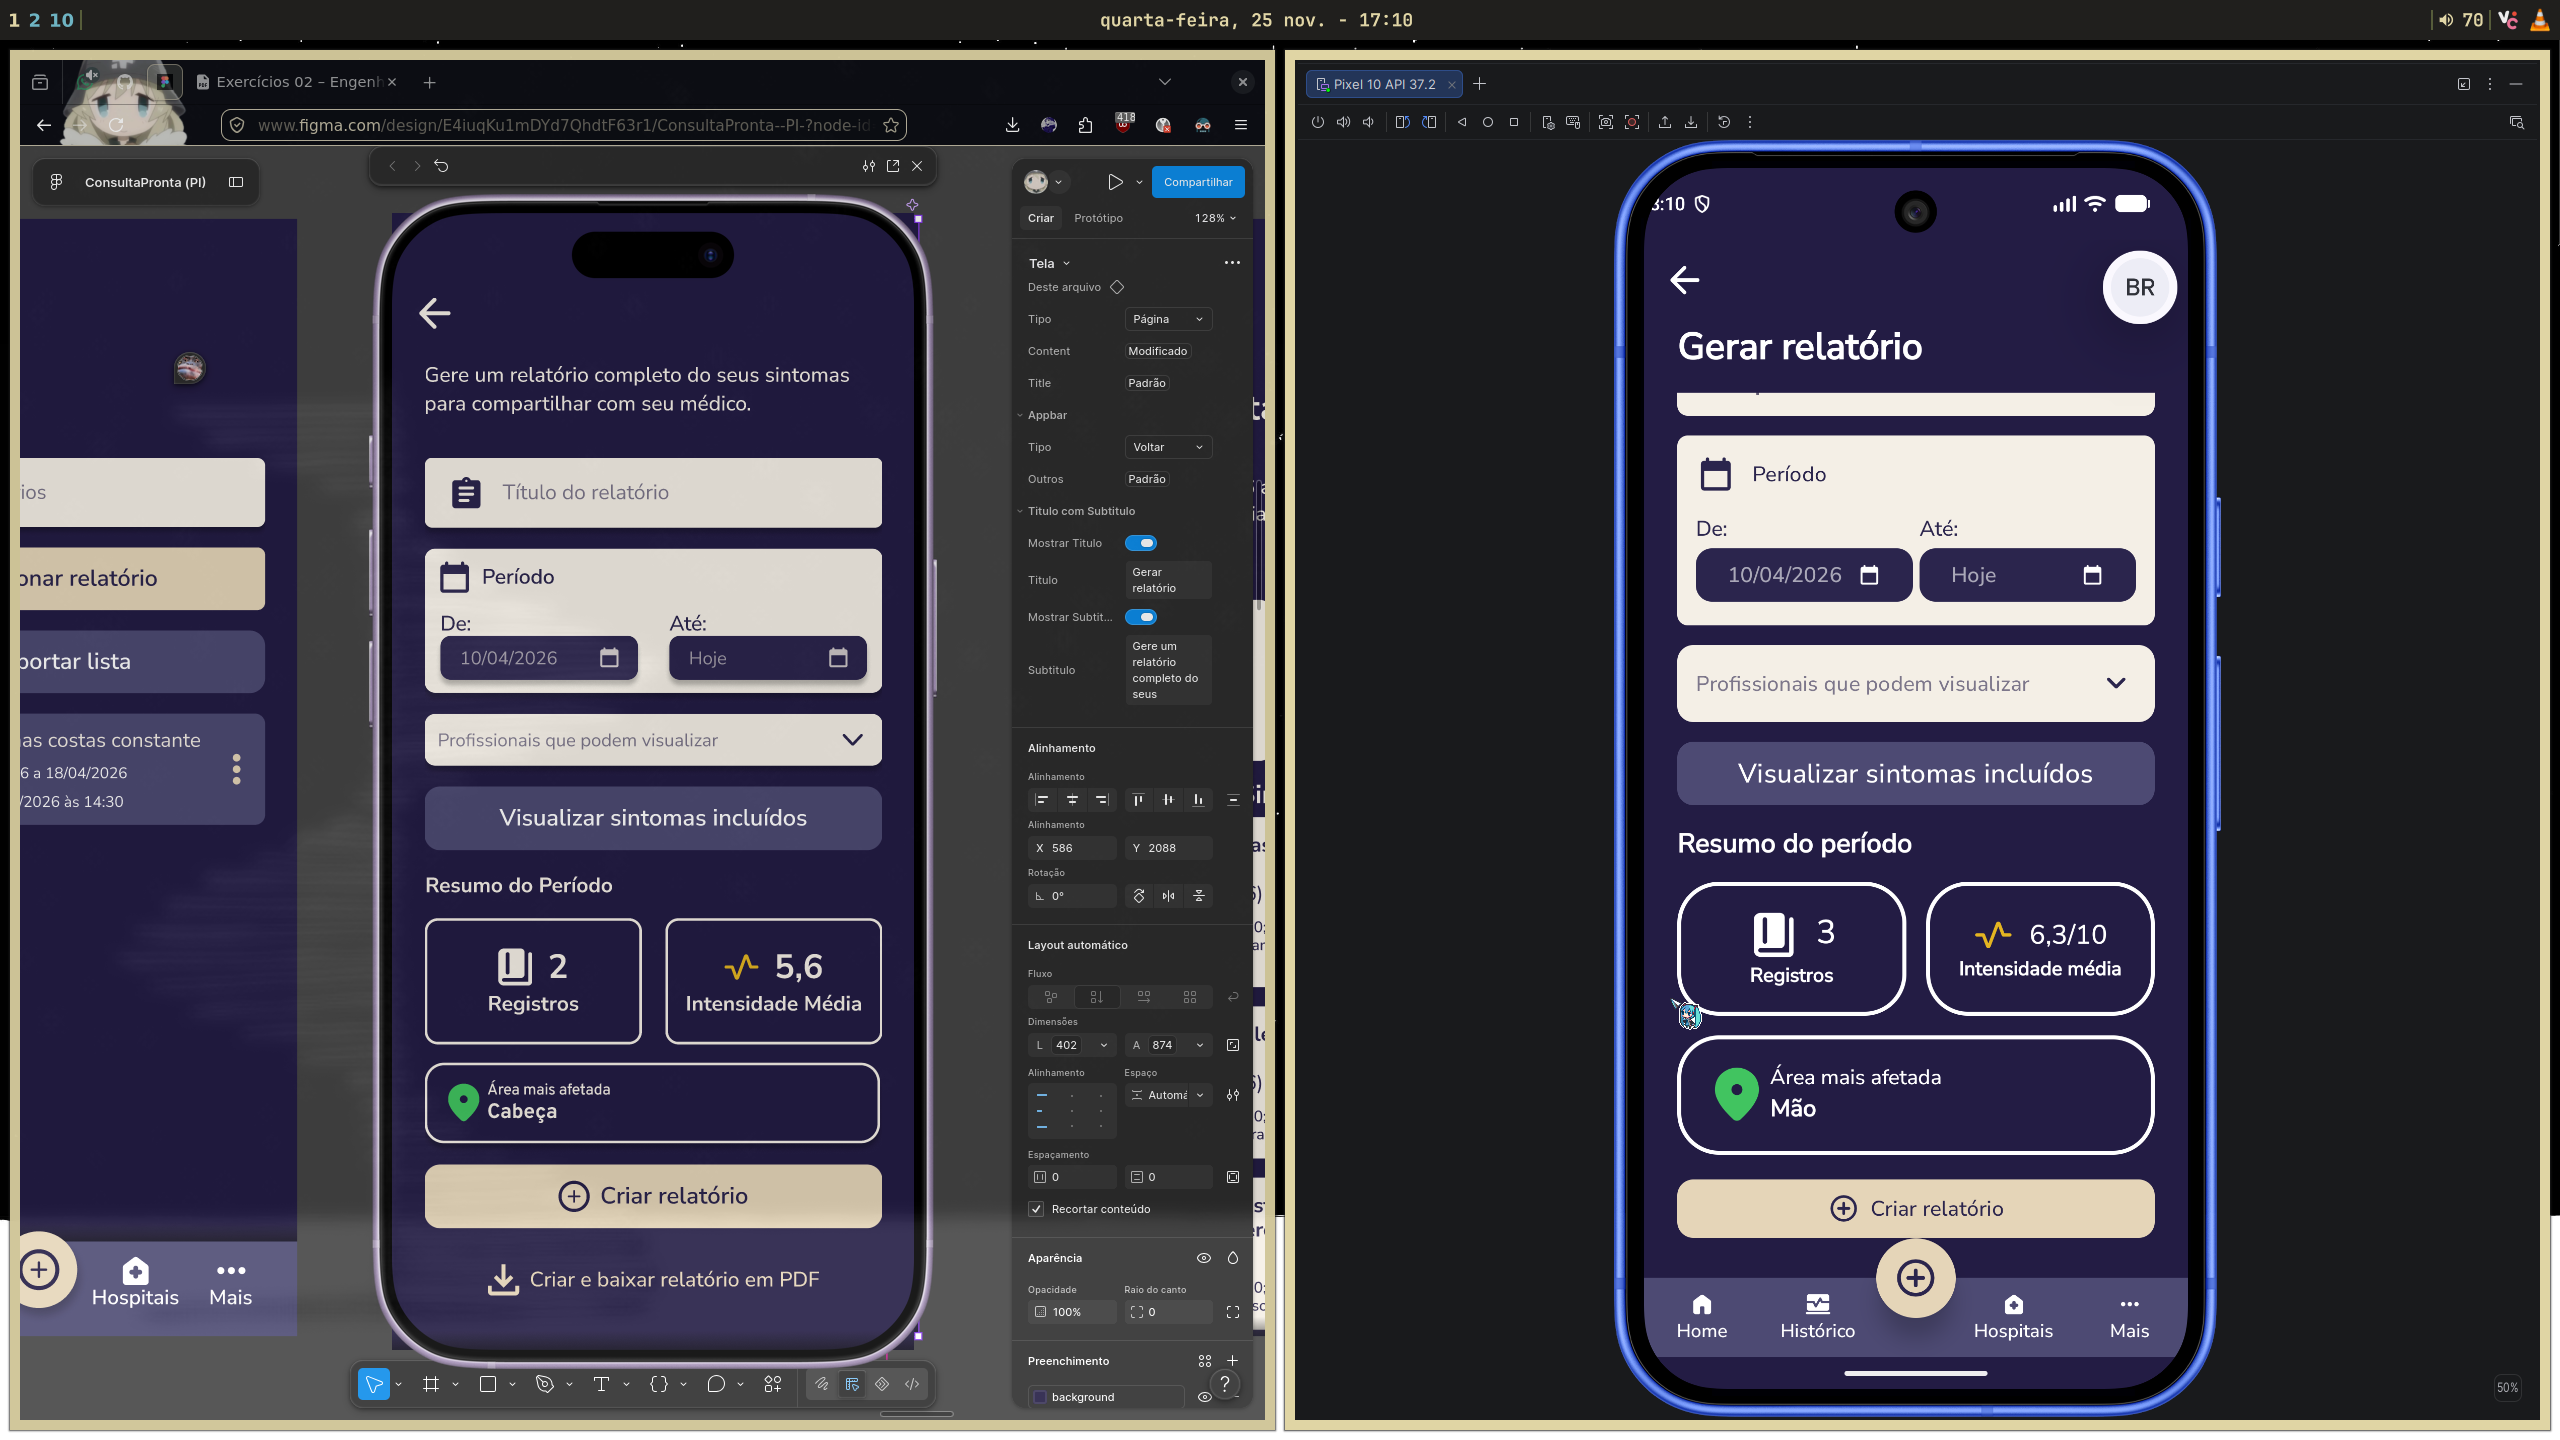 1 2 10
quarta-feira, 25 nov. - 17:10
70
Exercícios 02 – Engenh
www.figma.com/design/E4iuqKu1mDYd7QhdtF63r1/ConsultaPronta--PI-?node-id
418
ConsultaPronta (PI)
ios
onar relatório
portar lista
as costas constante
6 a 18/04/2026
/2026 às 14:30
Hospitais
Mais
Gere um relatório completo do seus sintomas
para compartilhar com seu médico.
Título do relatório
Período
De:
Até:
10/04/2026
Hoje
Profissionais que podem visualizar
Visualizar sintomas incluídos
Resumo do Período
2
Registros
5,6
Intensidade Média
Área mais afetada
Cabeça
Criar relatório
Criar e baixar relatório em PDF
Compartilhar
Criar
Protótipo
128%
Tela
Deste arquivo
Tipo
Página
Content
Modificado
Title
Padrão
Appbar
Tipo
Voltar
Outros
Padrão
Titulo com Subtitulo
Mostrar Titulo
Titulo
Gerar
relatório
Mostrar Subtit...
Subtitulo
Gere um
relatório
completo do
seus
Alinhamento
Alinhamento
Alinhamento
X 586
Y 2088
Rotação
0°
Layout automático
Fluxo
Dimensões
L 402
A 874
Alinhamento
Espaço
Automá
Espaçamento
0
0
Recortar conteúdo
Aparência
Opacidade
Raio do canto
100%
0
Preenchimento
background
?
Pixel 10 API 37.2
3:10
BR
Gerar relatório
Período
De:
Até:
10/04/2026
Hoje
Profissionais que podem visualizar
Visualizar sintomas incluídos
Resumo do período
3
Registros
6,3/10
Intensidade média
Área mais afetada
Mão
Criar relatório
Home
Histórico
Hospitais
Mais
50%